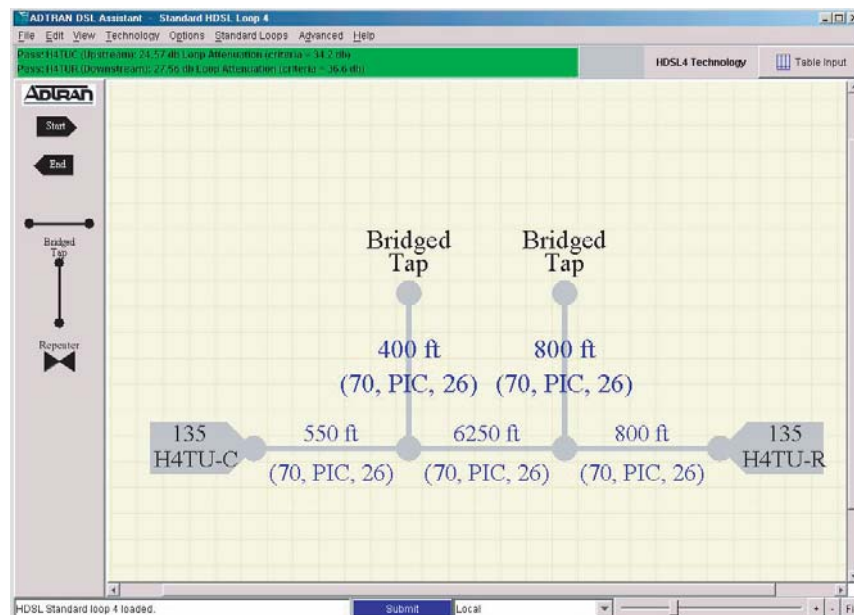 ADTRAN DSL Assistant - Standard HDSL Loop 4
File Edit View Technology Options Standard Loops Advanced Help
Pass: H4TUC (Upstream): 24.57 db Loop Attenuation (criteria = 34.2 db)
Pass: H4TUR (Downstream): 27.56 db Loop Attenuation (criteria = 36.6 db)
HDSL4 Technology
Table Input
ADTRAN
Start
End
Bridged
Tap
Repeater
Bridged
Tap
Bridged
Tap
400 ft
(70, PIC, 26)
800 ft
(70, PIC, 26)
135
H4TU-C
550 ft
(70, PIC, 26)
6250 ft
(70, PIC, 26)
800 ft
(70, PIC, 26)
135
H4TU-R
HDSL Standard loop 4 loaded.
Submit
Local
+ -